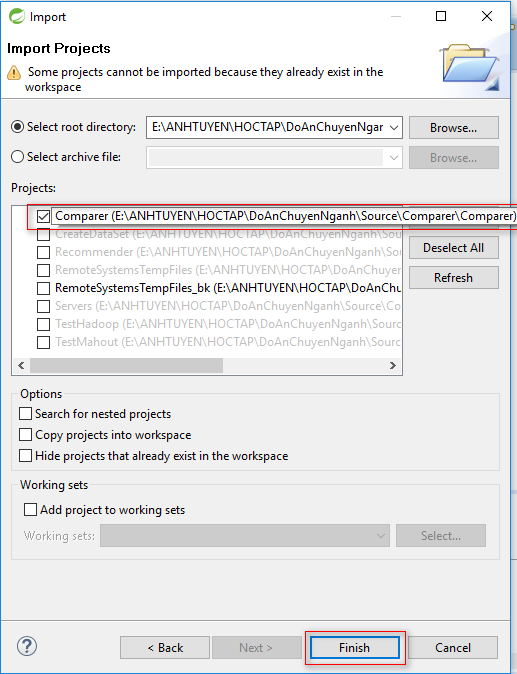 Import
Import Projects
Some projects cannot be imported because they already exist in the
workspace
Select root directory:
E:\ANHTUYEN\HOCTAP\DoAnChuyenNgar
Browse...
Select archive file:
Browse...
Projects:
Comparer (E:\ANHTUYEN\HOCTAP\DoAnChuyenNganh\Source\Comparer\Comparer)
CreateDataSet (E:\ANHTUYEN\HOCTAP\DoAnChuyenNganh\Sou
Deselect All
Recommender (E:\ANHTUYEN\HOCTAP\DoAnChuyenNganh\Sou
RemoteSystemsTempFiles (E:\ANHTUYEN\HOCTAP\DoAnChuye
Refresh
RemoteSystemsTempFiles_bk (E:\ANHTUYEN\HOCTAP\DoAnChu
Servers (E:\ANHTUYEN\HOCTAP\DoAnChuyenNganh\Source\Co
TestHadoop (E:\ANHTUYEN\HOCTAP\DoAnChuyenNganh\Sourc
TestMahout (E:\ANHTUYEN\HOCTAP\DoAnChuyenNganh\Sourc
Options
Search for nested projects
Copy projects into workspace
Hide projects that already exist in the workspace
Working sets
Add project to working sets
Working sets:
Select...
?
< Back
Next >
Finish
Cancel